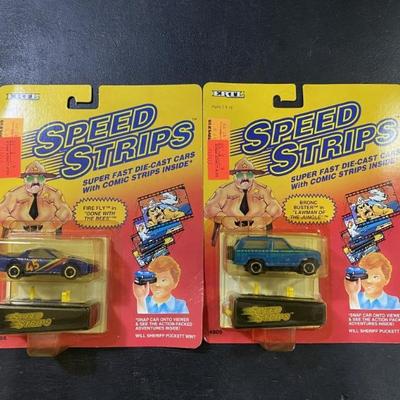 ERTL
SPEED
STRIPS
SUPER FAST DIE-CAST CARS
With COMIC STRIPS INSIDE*
FIRE FLY in
"GONE WITH
THE BEES"
45
SPEED STRIPS
*SNAP CAR ONTO VIEWER
& SEE THE ACTION-PACKED
ADVENTURES INSIDE!
WILL SHERIFF PUCKETT WIN?
ERTL
SPEED
STRIPS
SUPER FAST DIE-CAST CARS
With COMIC STRIPS INSIDE*
BRONC
BUSTER in
"LAWMAN OF
THE JUNGLE"
SPEED STRIPS
*SNAP CAR ONTO VIEWER
& SEE THE ACTION-PACKED
ADVENTURES INSIDE!
WILL SHERIFF PUCKETT WIN?